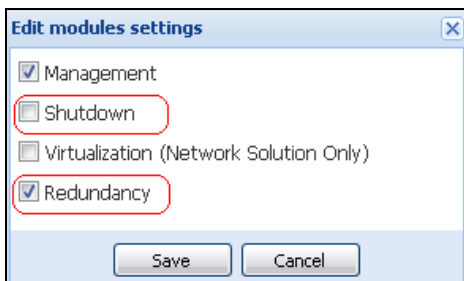 Edit modules settings
Management
Shutdown
Virtualization (Network Solution Only)
Redundancy
Save Cancel